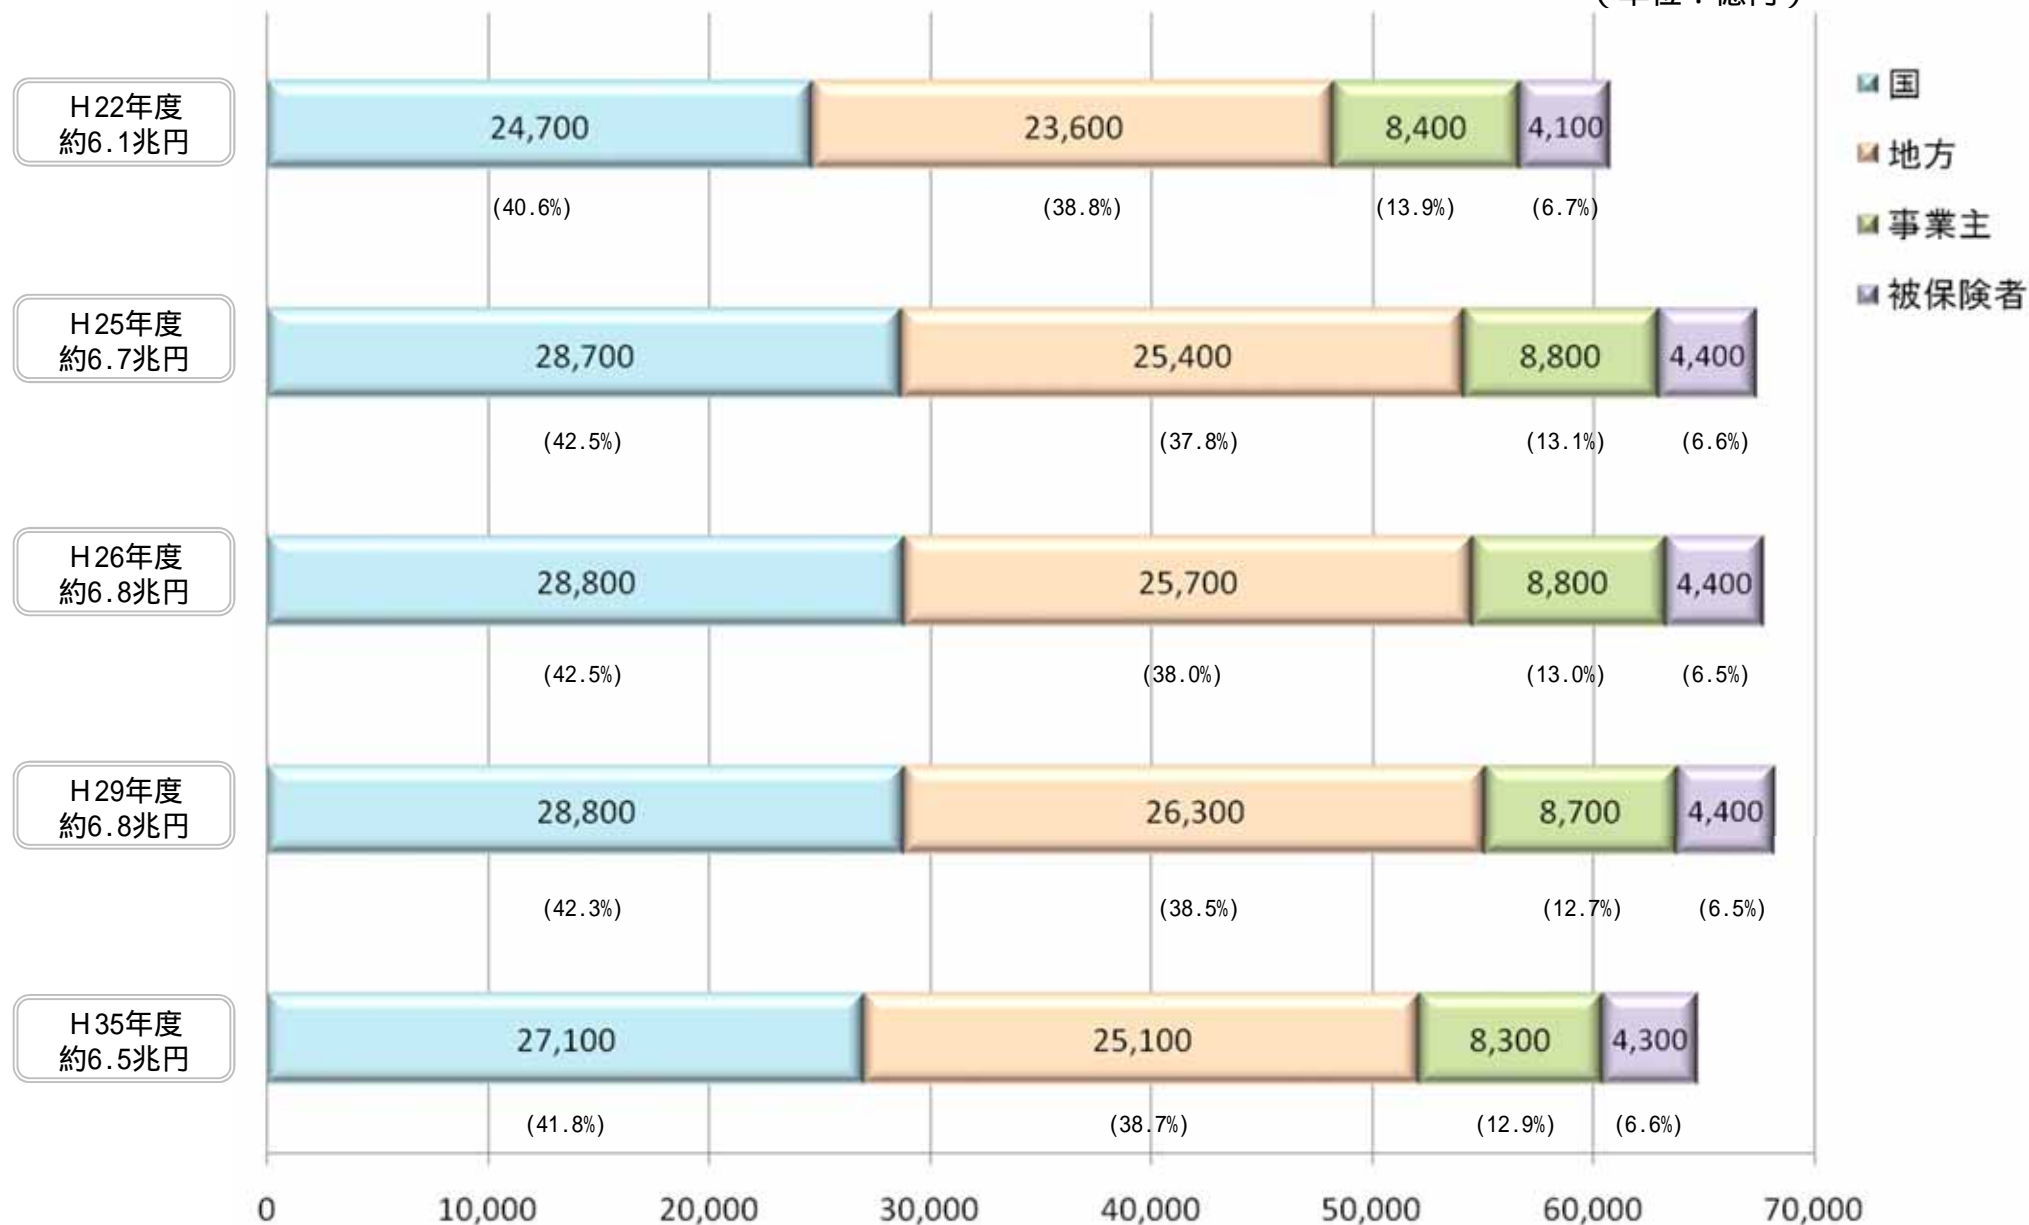 (単位：億円)
H22年度
約6.1兆円
24,700 23,600 8,400 4,100
(40.6%) (38.8%) (13.9%) (6.7%)
H25年度
約6.7兆円
28,700 25,400 8,800 4,400
(42.5%) (37.8%) (13.1%) (6.6%)
H26年度
約6.8兆円
28,800 25,700 8,800 4,400
(42.5%) (38.0%) (13.0%) (6.5%)
H29年度
約6.8兆円
28,800 26,300 8,700 4,400
(42.3%) (38.5%) (12.7%) (6.5%)
H35年度
約6.5兆円
27,100 25,100 8,300 4,300
(41.8%) (38.7%) (12.9%) (6.6%)
0 10,000 20,000 30,000 40,000 50,000 60,000 70,000
国
地方
事業主
被保険者